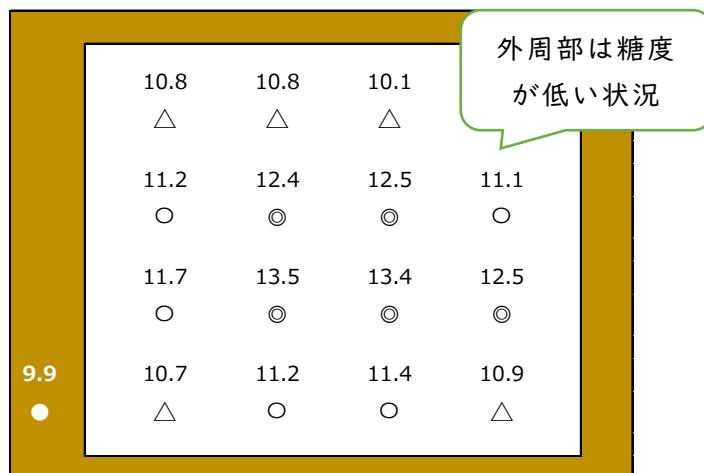 外周部は糖度
が低い状況
10.8 10.8 10.1
△ △ △
11.2 12.4 12.5 11.1
○ ◎ ◎ ○
11.7 13.5 13.4 12.5
○ ◎ ◎ ◎
9.9 10.7 11.2 11.4 10.9
● △ ○ ○ △